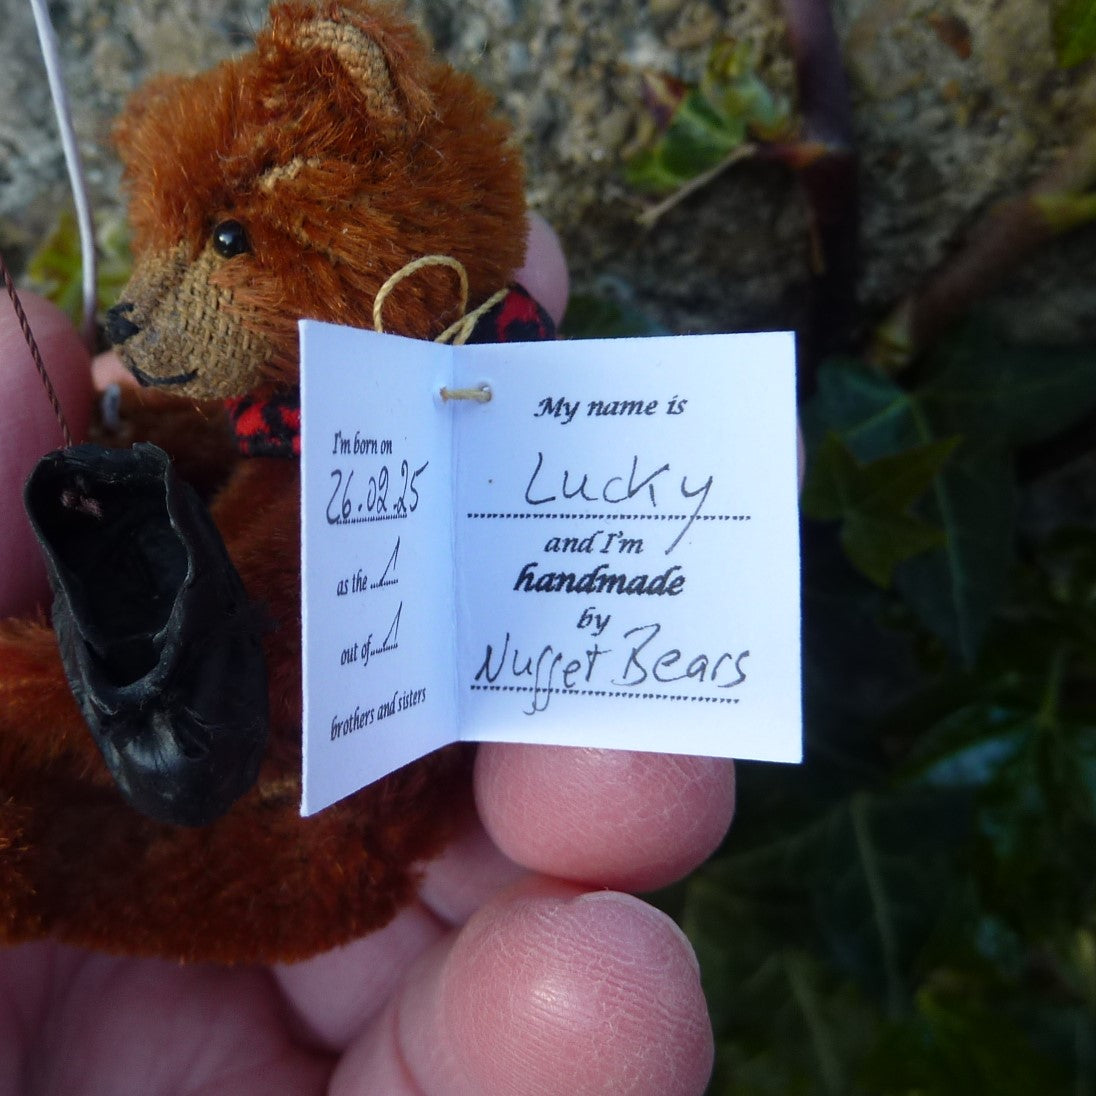 I'm born on
26.02.25
as the 1
out of 1
brothers and sisters
My name is
Lucky
and I'm
handmade
by
Nugget Bears